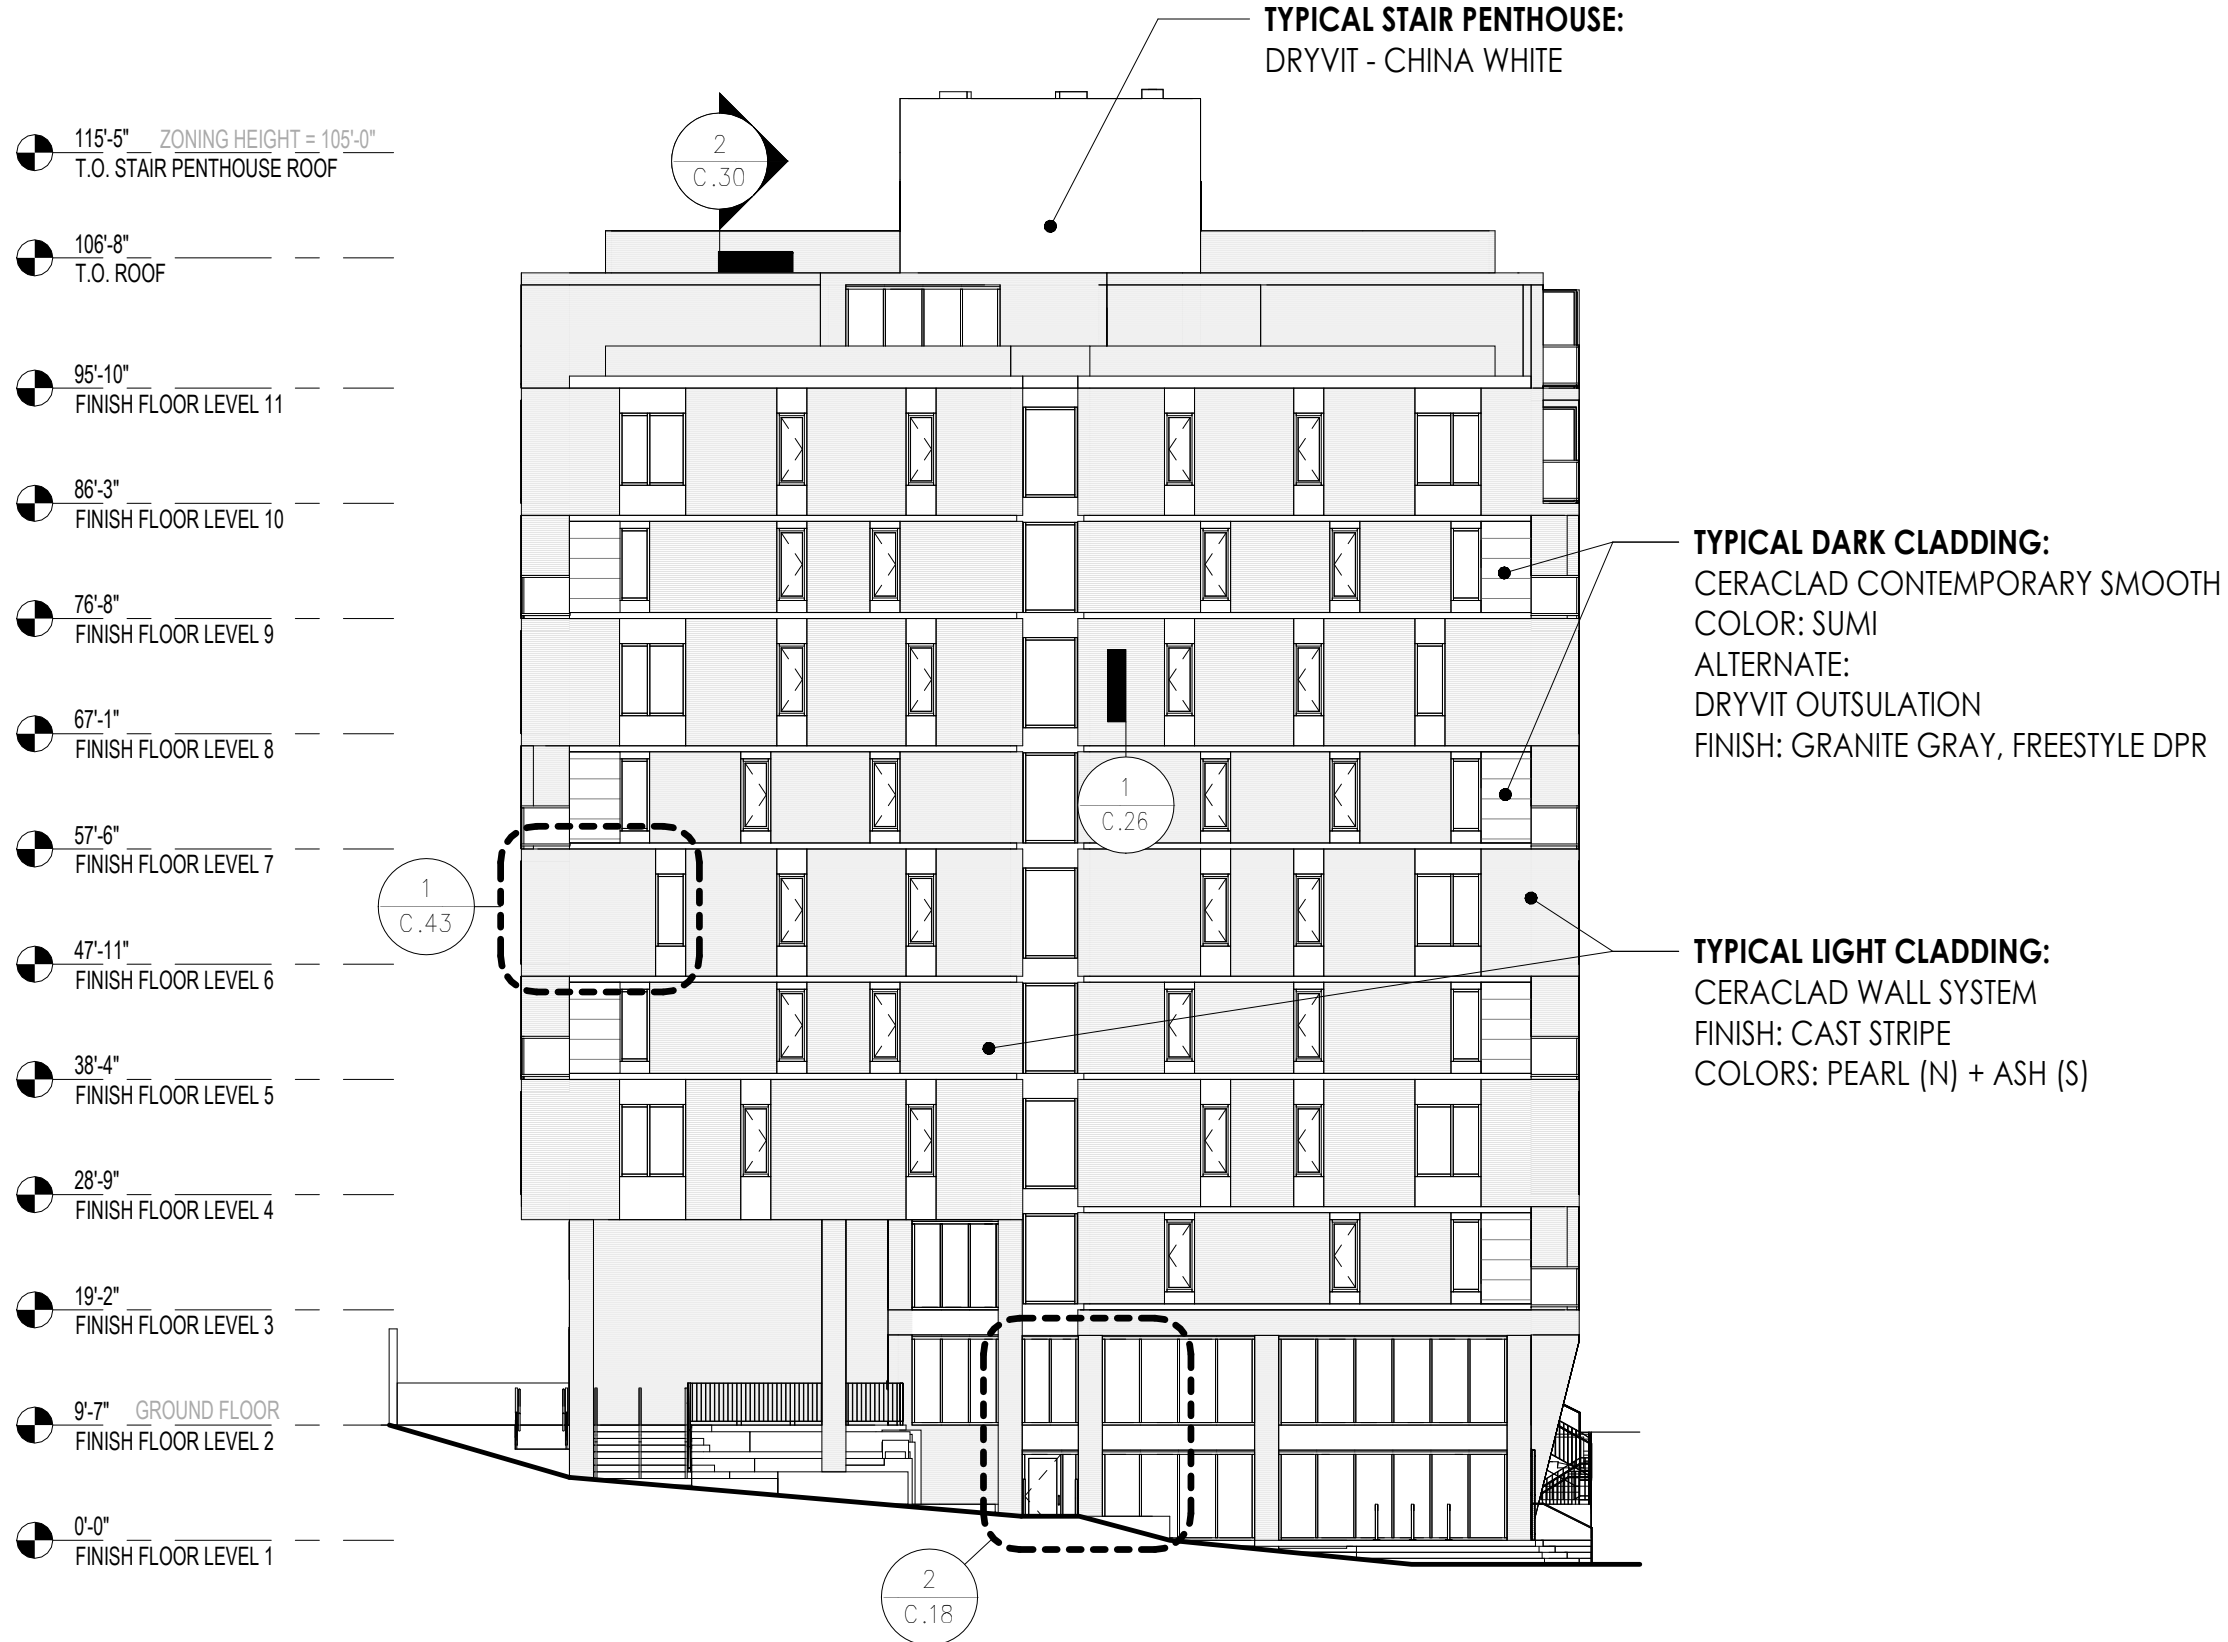 TYPICAL STAIR PENTHOUSE:
DRYVIT - CHINA WHITE
115'-5" ZONING HEIGHT = 105'-0"
T.O. STAIR PENTHOUSE ROOF
2
C.30
106'-8"
T.O. ROOF
95'-10"
FINISH FLOOR LEVEL 11
86'-3"
FINISH FLOOR LEVEL 10
76'-8"
FINISH FLOOR LEVEL 9
67'-1"
FINISH FLOOR LEVEL 8
57'-6"
FINISH FLOOR LEVEL 7
47'-11"
FINISH FLOOR LEVEL 6
38'-4"
FINISH FLOOR LEVEL 5
28'-9"
FINISH FLOOR LEVEL 4
19'-2"
FINISH FLOOR LEVEL 3
9'-7" GROUND FLOOR
FINISH FLOOR LEVEL 2
0'-0"
FINISH FLOOR LEVEL 1
1
C.43
1
C.26
2
C.18
TYPICAL DARK CLADDING:
CERACLAD CONTEMPORARY SMOOTH
COLOR: SUMI
ALTERNATE:
DRYVIT OUTSULATION
FINISH: GRANITE GRAY, FREESTYLE DPR
TYPICAL LIGHT CLADDING:
CERACLAD WALL SYSTEM
FINISH: CAST STRIPE
COLORS: PEARL (N) + ASH (S)